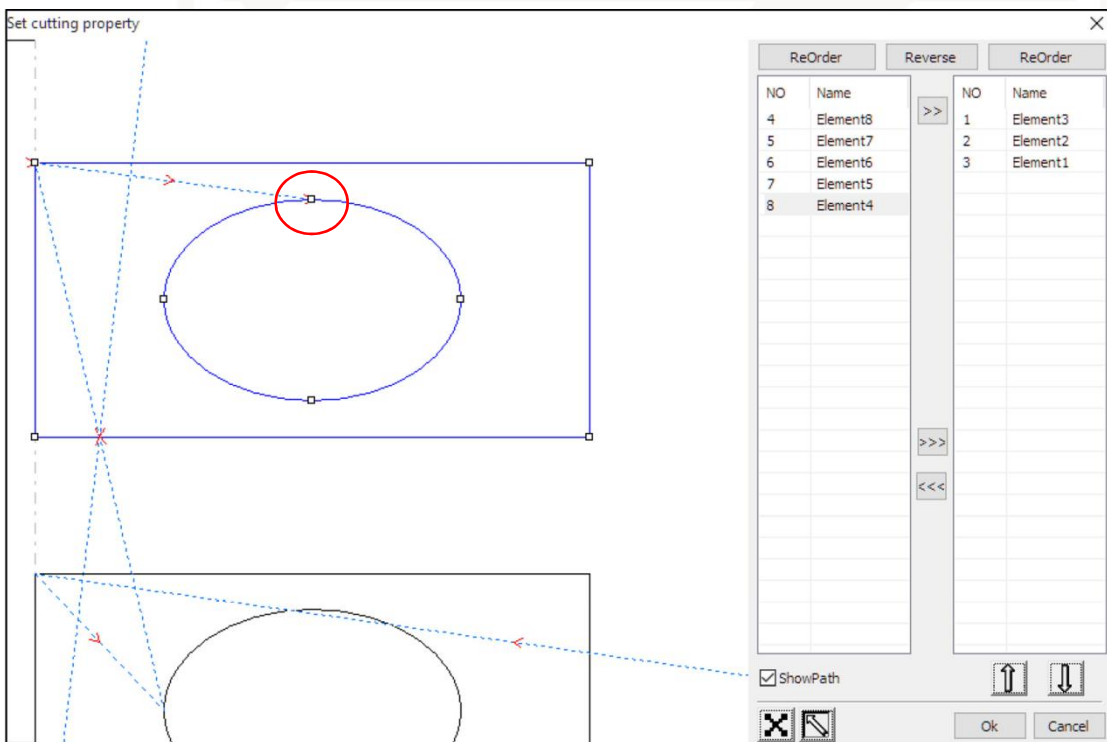 Set cutting property
ReOrder Reverse ReOrder
NO Name >> NO Name
4 Element8 1 Element3
5 Element7 2 Element2
6 Element6 3 Element1
7 Element5
8 Element4
>>>
<<<
ShowPath
Ok Cancel